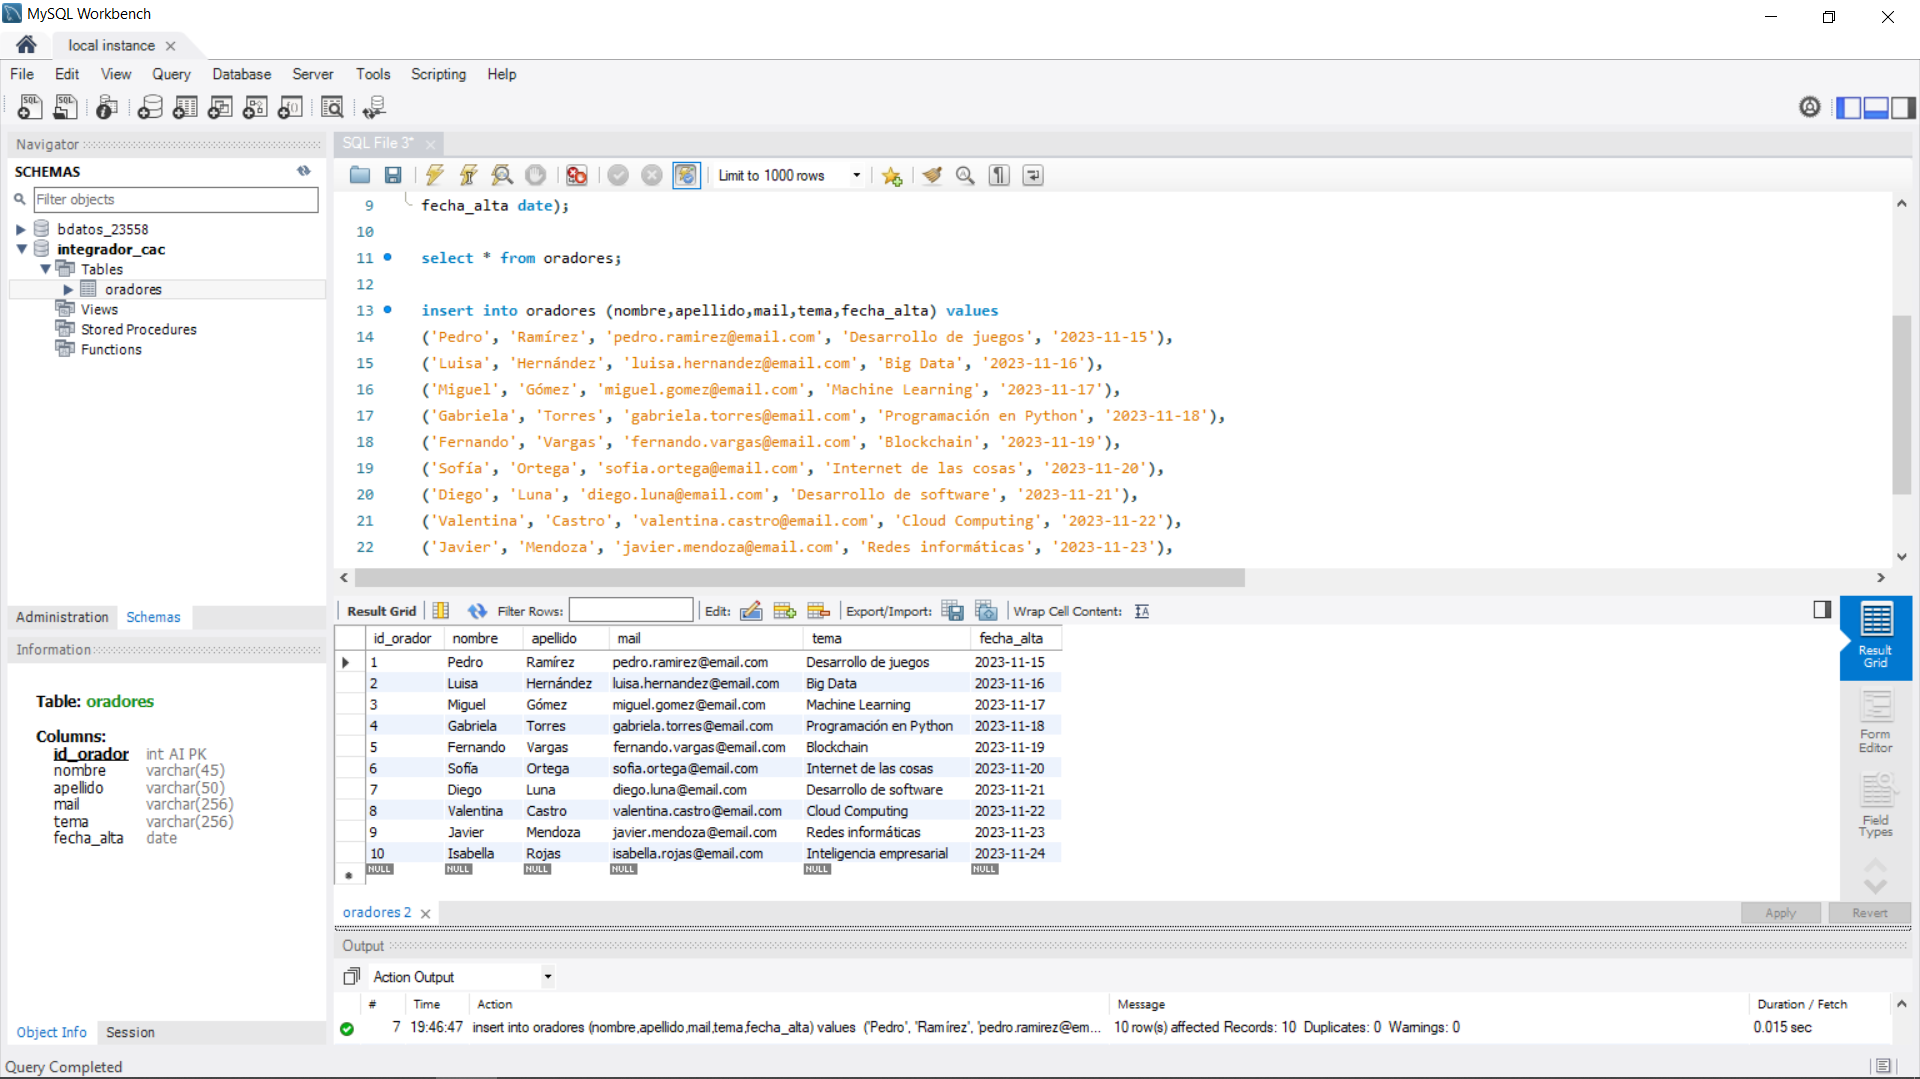 MySQL Workbench
local instance
File Edit View Query Database Server Tools Scripting Help
Navigator
SCHEMAS
Filter objects
bdatos_23558
integrador_cac
Tables
oradores
Views
Stored Procedures
Functions
Administration Schemas
Information
Table: oradores
Columns:
id_orador int AI PK
nombre varchar(45)
apellido varchar(50)
mail varchar(256)
tema varchar(256)
fecha_alta date
Object Info Session
SQL File 3*
Limit to 1000 rows
9 fecha_alta date);
10
11 select * from oradores;
12
13 insert into oradores (nombre,apellido,mail,tema,fecha_alta) values
14 ('Pedro', 'Ramírez', 'pedro.ramirez@email.com', 'Desarrollo de juegos', '2023-11-15'),
15 ('Luisa', 'Hernández', 'luisa.hernandez@email.com', 'Big Data', '2023-11-16'),
16 ('Miguel', 'Gómez', 'miguel.gomez@email.com', 'Machine Learning', '2023-11-17'),
17 ('Gabriela', 'Torres', 'gabriela.torres@email.com', 'Programación en Python', '2023-11-18'),
18 ('Fernando', 'Vargas', 'fernando.vargas@email.com', 'Blockchain', '2023-11-19'),
19 ('Sofía', 'Ortega', 'sofia.ortega@email.com', 'Internet de las cosas', '2023-11-20'),
20 ('Diego', 'Luna', 'diego.luna@email.com', 'Desarrollo de software', '2023-11-21'),
21 ('Valentina', 'Castro', 'valentina.castro@email.com', 'Cloud Computing', '2023-11-22'),
22 ('Javier', 'Mendoza', 'javier.mendoza@email.com', 'Redes informáticas', '2023-11-23'),
Result Grid Filter Rows: Edit: Export/Import: Wrap Cell Content:
id_orador nombre apellido mail tema fecha_alta
1 Pedro Ramírez pedro.ramirez@email.com Desarrollo de juegos 2023-11-15
2 Luisa Hernández luisa.hernandez@email.com Big Data 2023-11-16
3 Miguel Gómez miguel.gomez@email.com Machine Learning 2023-11-17
4 Gabriela Torres gabriela.torres@email.com Programación en Python 2023-11-18
5 Fernando Vargas fernando.vargas@email.com Blockchain 2023-11-19
6 Sofía Ortega sofia.ortega@email.com Internet de las cosas 2023-11-20
7 Diego Luna diego.luna@email.com Desarrollo de software 2023-11-21
8 Valentina Castro valentina.castro@email.com Cloud Computing 2023-11-22
9 Javier Mendoza javier.mendoza@email.com Redes informáticas 2023-11-23
10 Isabella Rojas isabella.rojas@email.com Inteligencia empresarial 2023-11-24
NULL NULL NULL NULL NULL NULL
Result
Grid
Form
Editor
Field
Types
oradores 2
Apply Revert
Output
Action Output
# Time Action Message Duration / Fetch
7 19:46:47 insert into oradores (nombre,apellido,mail,tema,fecha_alta) values ('Pedro', 'Ramírez', 'pedro.ramirez@em... 10 row(s) affected Records: 10 Duplicates: 0 Warnings: 0 0.015 sec
Query Completed